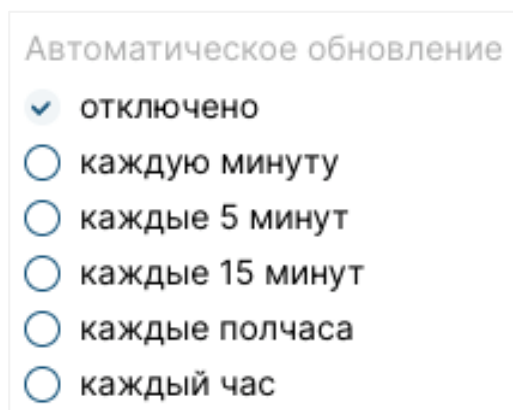 Автоматическое обновление
отключено
каждую минуту
каждые 5 минут
каждые 15 минут
каждые полчаса
каждый час